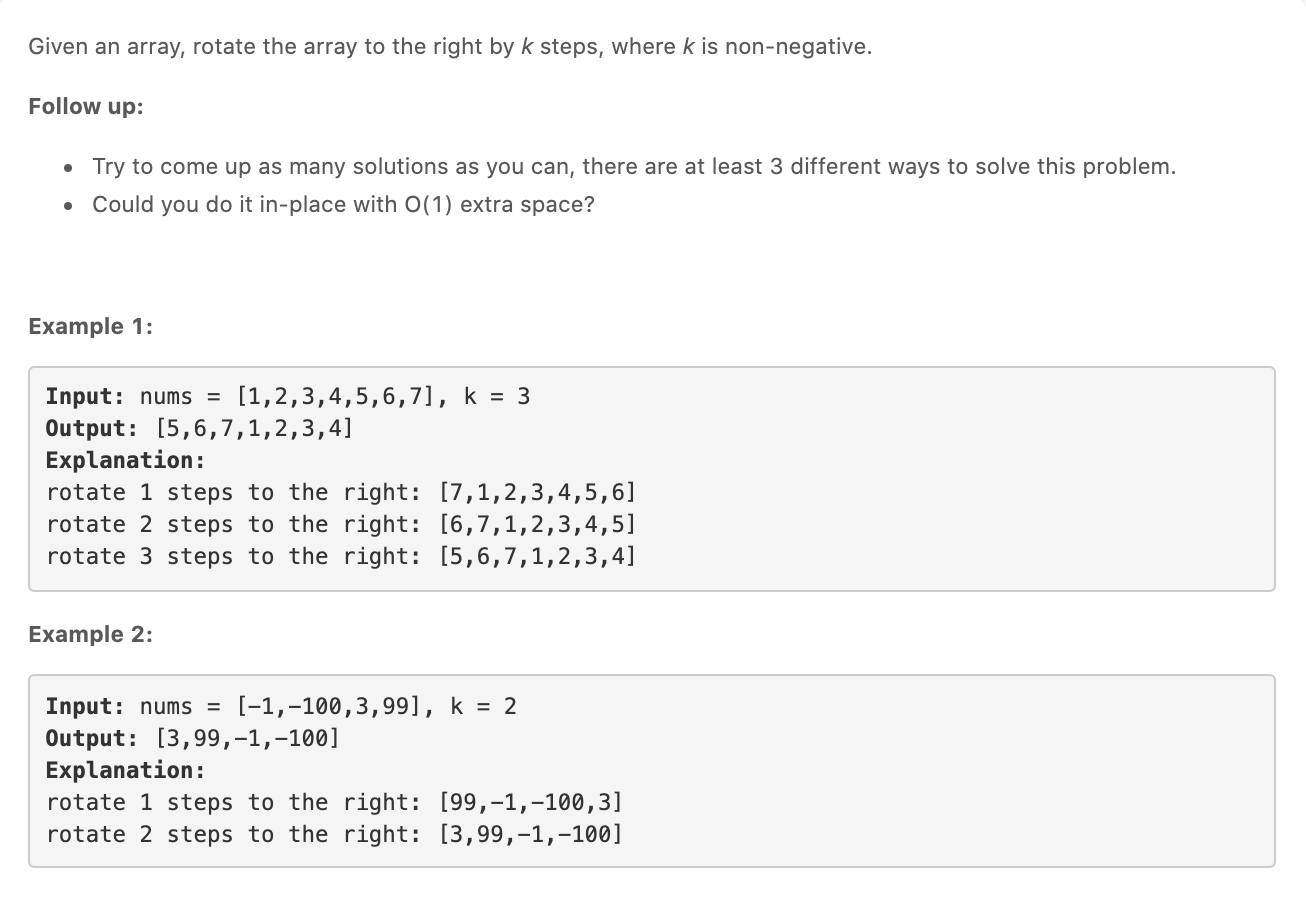 Given an array, rotate the array to the right by k steps, where k is non-negative.
Follow up:
• Try to come up as many solutions as you can, there are at least 3 different ways to solve this problem.
• Could you do it in-place with O(1) extra space?
Example 1:
Input: nums = [1,2,3,4,5,6,7], k = 3
Output: [5,6,7,1,2,3,4]
Explanation:
rotate 1 steps to the right: [7,1,2,3,4,5,6]
rotate 2 steps to the right: [6,7,1,2,3,4,5]
rotate 3 steps to the right: [5,6,7,1,2,3,4]
Example 2:
Input: nums = [-1,-100,3,99], k = 2
Output: [3,99,-1,-100]
Explanation:
rotate 1 steps to the right: [99,-1,-100,3]
rotate 2 steps to the right: [3,99,-1,-100]